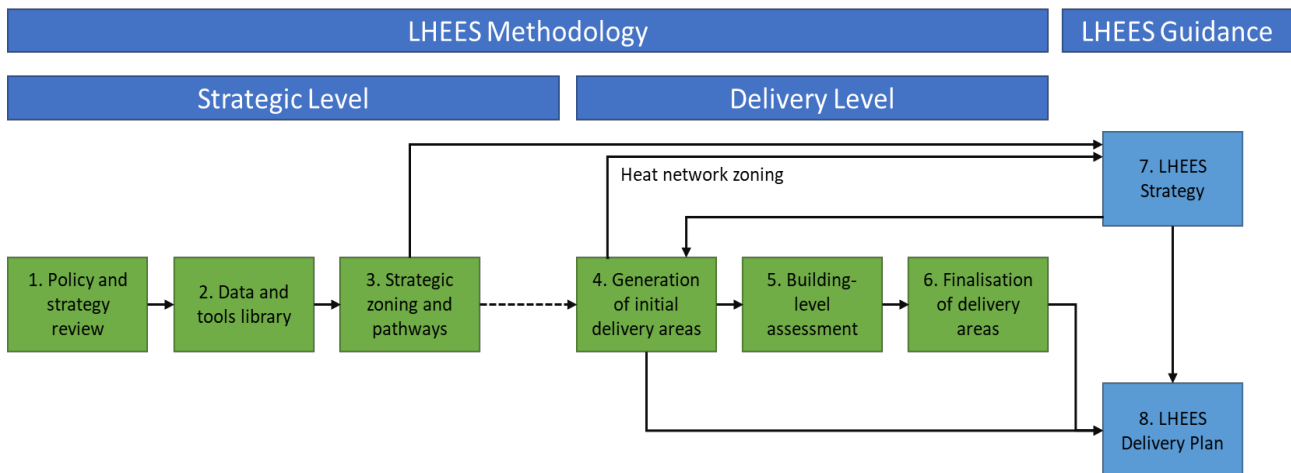 LHEES Methodology
LHEES Guidance
Strategic Level
Delivery Level
Heat network zoning
7. LHEES
Strategy
1. Policy and
strategy
review
2. Data and
tools library
3. Strategic
zoning and
pathways
4. Generation
of initial
delivery areas
5. Building-
level
assessment
6. Finalisation
of delivery
areas
8. LHEES
Delivery Plan